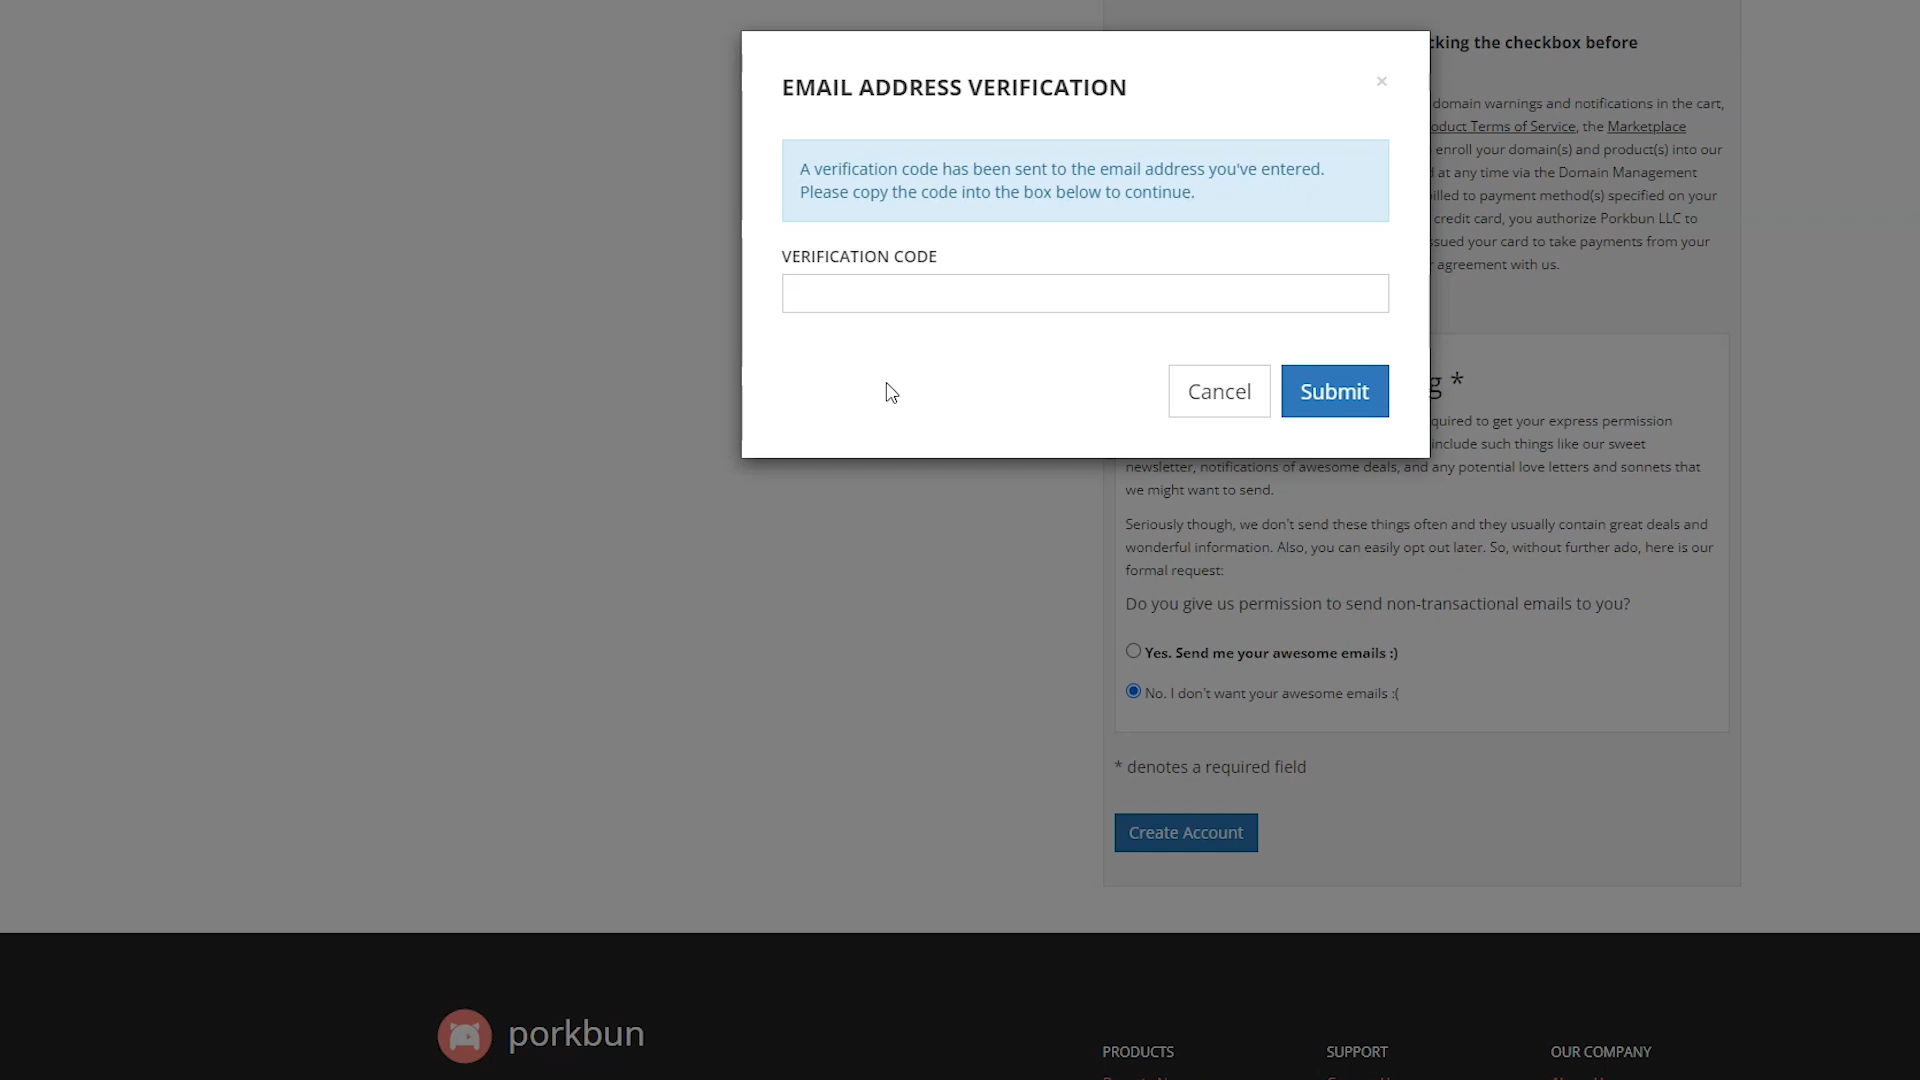 EMAIL ADDRESS VERIFICATION
×
A verification code has been sent to the email address you've entered.
Please copy the code into the box below to continue.
VERIFICATION CODE
Cancel
Submit
cking the checkbox before
domain warnings and notifications in the cart,
oduct Terms of Service, the Marketplace
enroll your domain(s) and product(s) into our
at any time via the Domain Management
illed to payment method(s) specified on your
credit card, you authorize Porkbun LLC to
ssued your card to take payments from your
agreement with us.
g *
quired to get your express permission
include such things like our sweet
newsletter, notifications of awesome deals, and any potential love letters and sonnets that
we might want to send.
Seriously though, we don't send these things often and they usually contain great deals and
wonderful information. Also, you can easily opt out later. So, without further ado, here is our
formal request:
Do you give us permission to send non-transactional emails to you?
Yes. Send me your awesome emails :)
No. I don't want your awesome emails :(
* denotes a required field
Create Account
porkbun
PRODUCTS
SUPPORT
OUR COMPANY